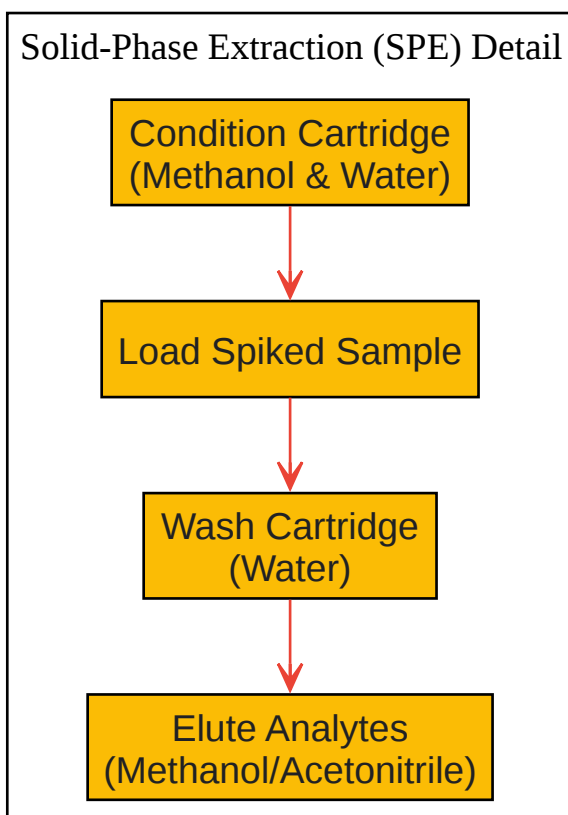 Solid-Phase Extraction (SPE) Detail
Condition Cartridge
(Methanol & Water)
Load Spiked Sample
Wash Cartridge
(Water)
Elute Analytes
(Methanol/Acetonitrile)